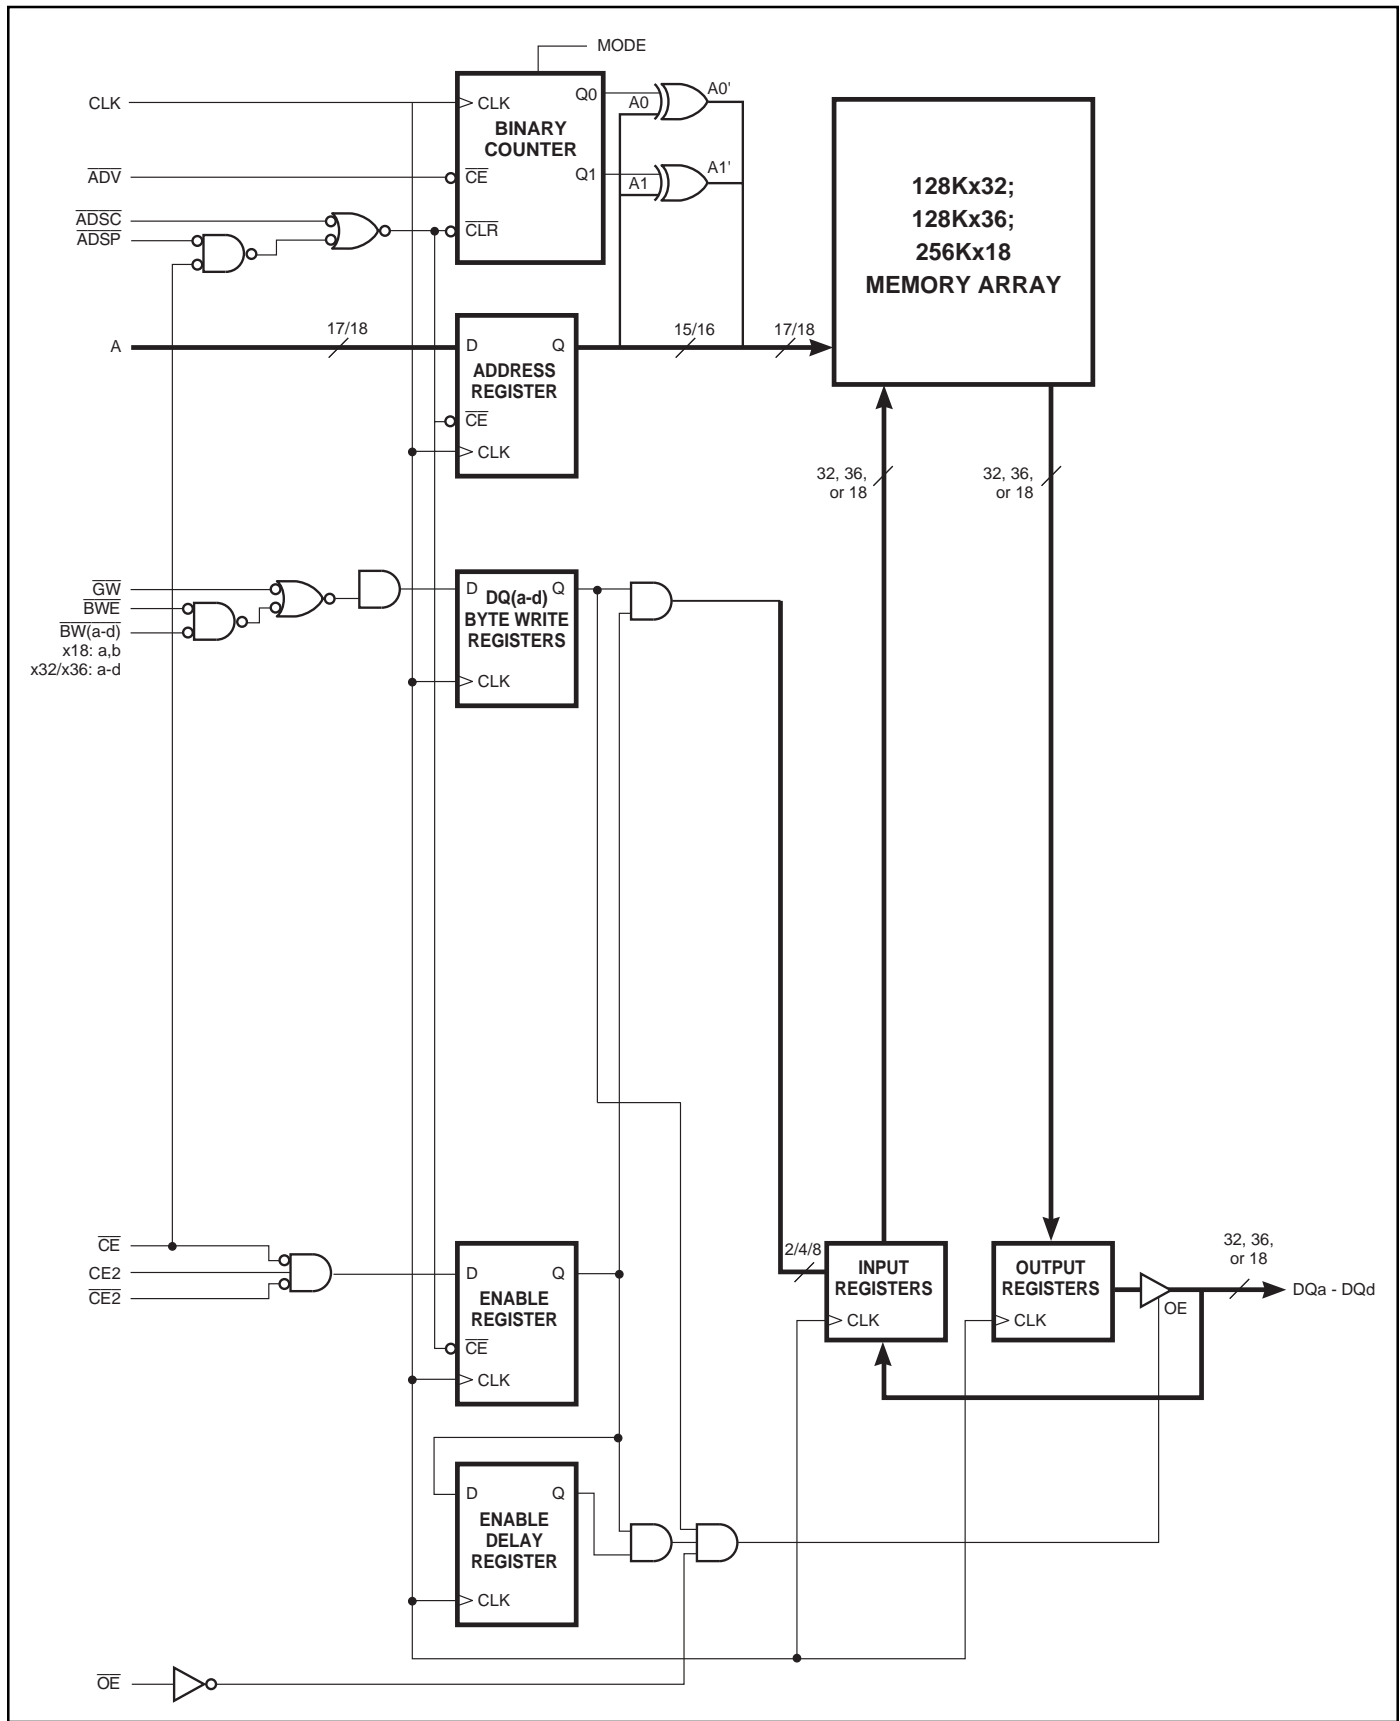 MODE
CLK
CLK
Q0
A0
A0'
BINARY
COUNTER
ADV
CE
Q1
A1
A1'
128Kx32;
128Kx36;
256Kx18
MEMORY ARRAY
ADSC
ADSP
CLR
A
17/18
D
Q
15/16
17/18
ADDRESS
REGISTER
CE
CLK
32, 36,
or 18
32, 36,
or 18
GW
BWE
BW(a-d)
x18: a,b
x32/x36: a-d
D
Q
DQ(a-d)
BYTE WRITE
REGISTERS
CLK
CE
CE2
CE2
D
Q
ENABLE
REGISTER
CE
CLK
2/4/8
INPUT
REGISTERS
CLK
OUTPUT
REGISTERS
CLK
OE
32, 36,
or 18
DQa - DQd
D
Q
ENABLE
DELAY
REGISTER
CLK
OE